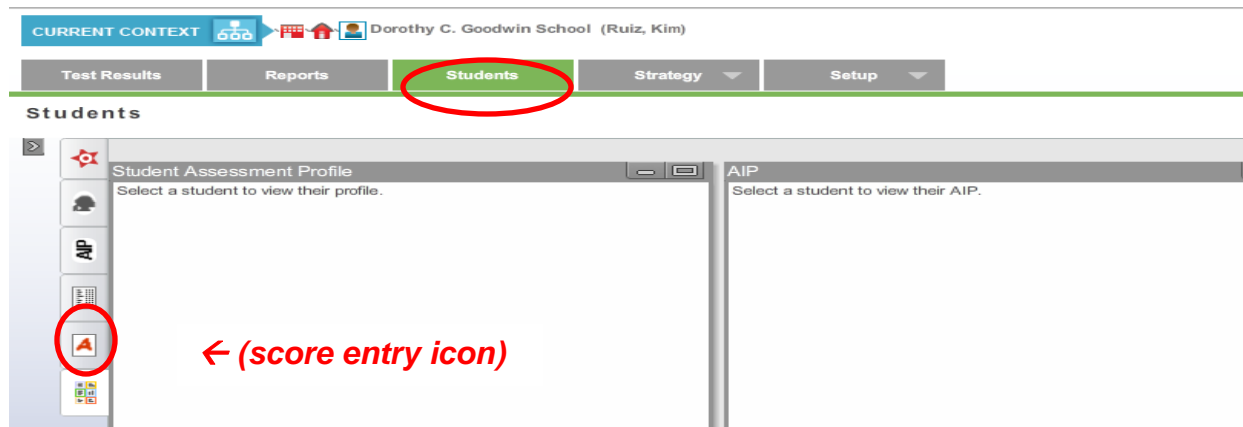 CURRENT CONTEXT Dorothy C. Goodwin School (Ruiz, Kim)
Test Results Reports Students Strategy Setup
Students
>
Student Assessment Profile AIP
Select a student to view their profile. Select a student to view their AIP.
AIP
A
← (score entry icon)